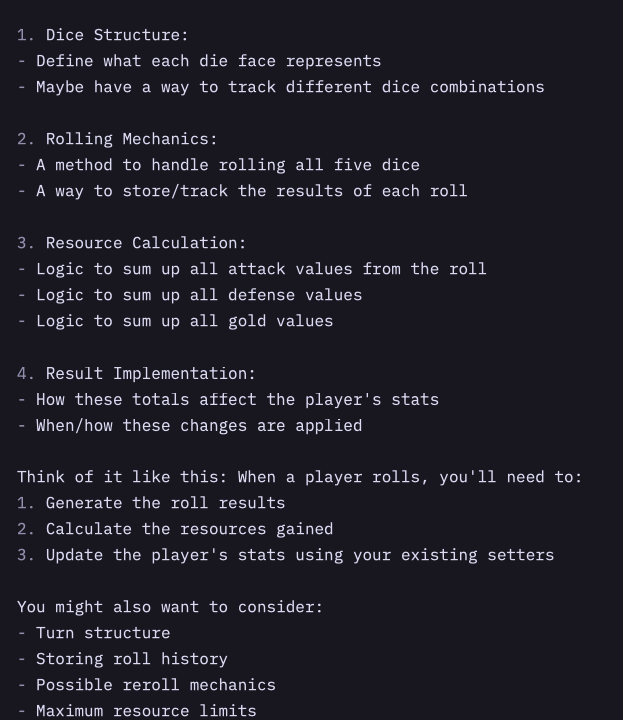 1. Dice Structure:
- Define what each die face represents
- Maybe have a way to track different dice combinations
2. Rolling Mechanics:
- A method to handle rolling all five dice
- A way to store/track the results of each roll
3. Resource Calculation:
- Logic to sum up all attack values from the roll
- Logic to sum up all defense values
- Logic to sum up all gold values
4. Result Implementation:
- How these totals affect the player's stats
- When/how these changes are applied
Think of it like this: When a player rolls, you'll need to:
1. Generate the roll results
2. Calculate the resources gained
3. Update the player's stats using your existing setters
You might also want to consider:
- Turn structure
- Storing roll history
- Possible reroll mechanics
- Maximum resource limits